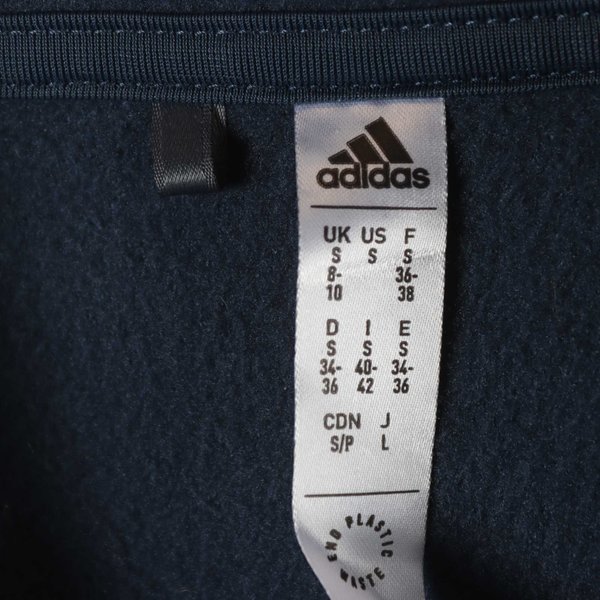 adidas
UK US F
S S S
8- 36-
10 38
D I E
S S S
34- 40- 34-
36 42 36
CDN J
S/P L
END PLASTIC WASTE